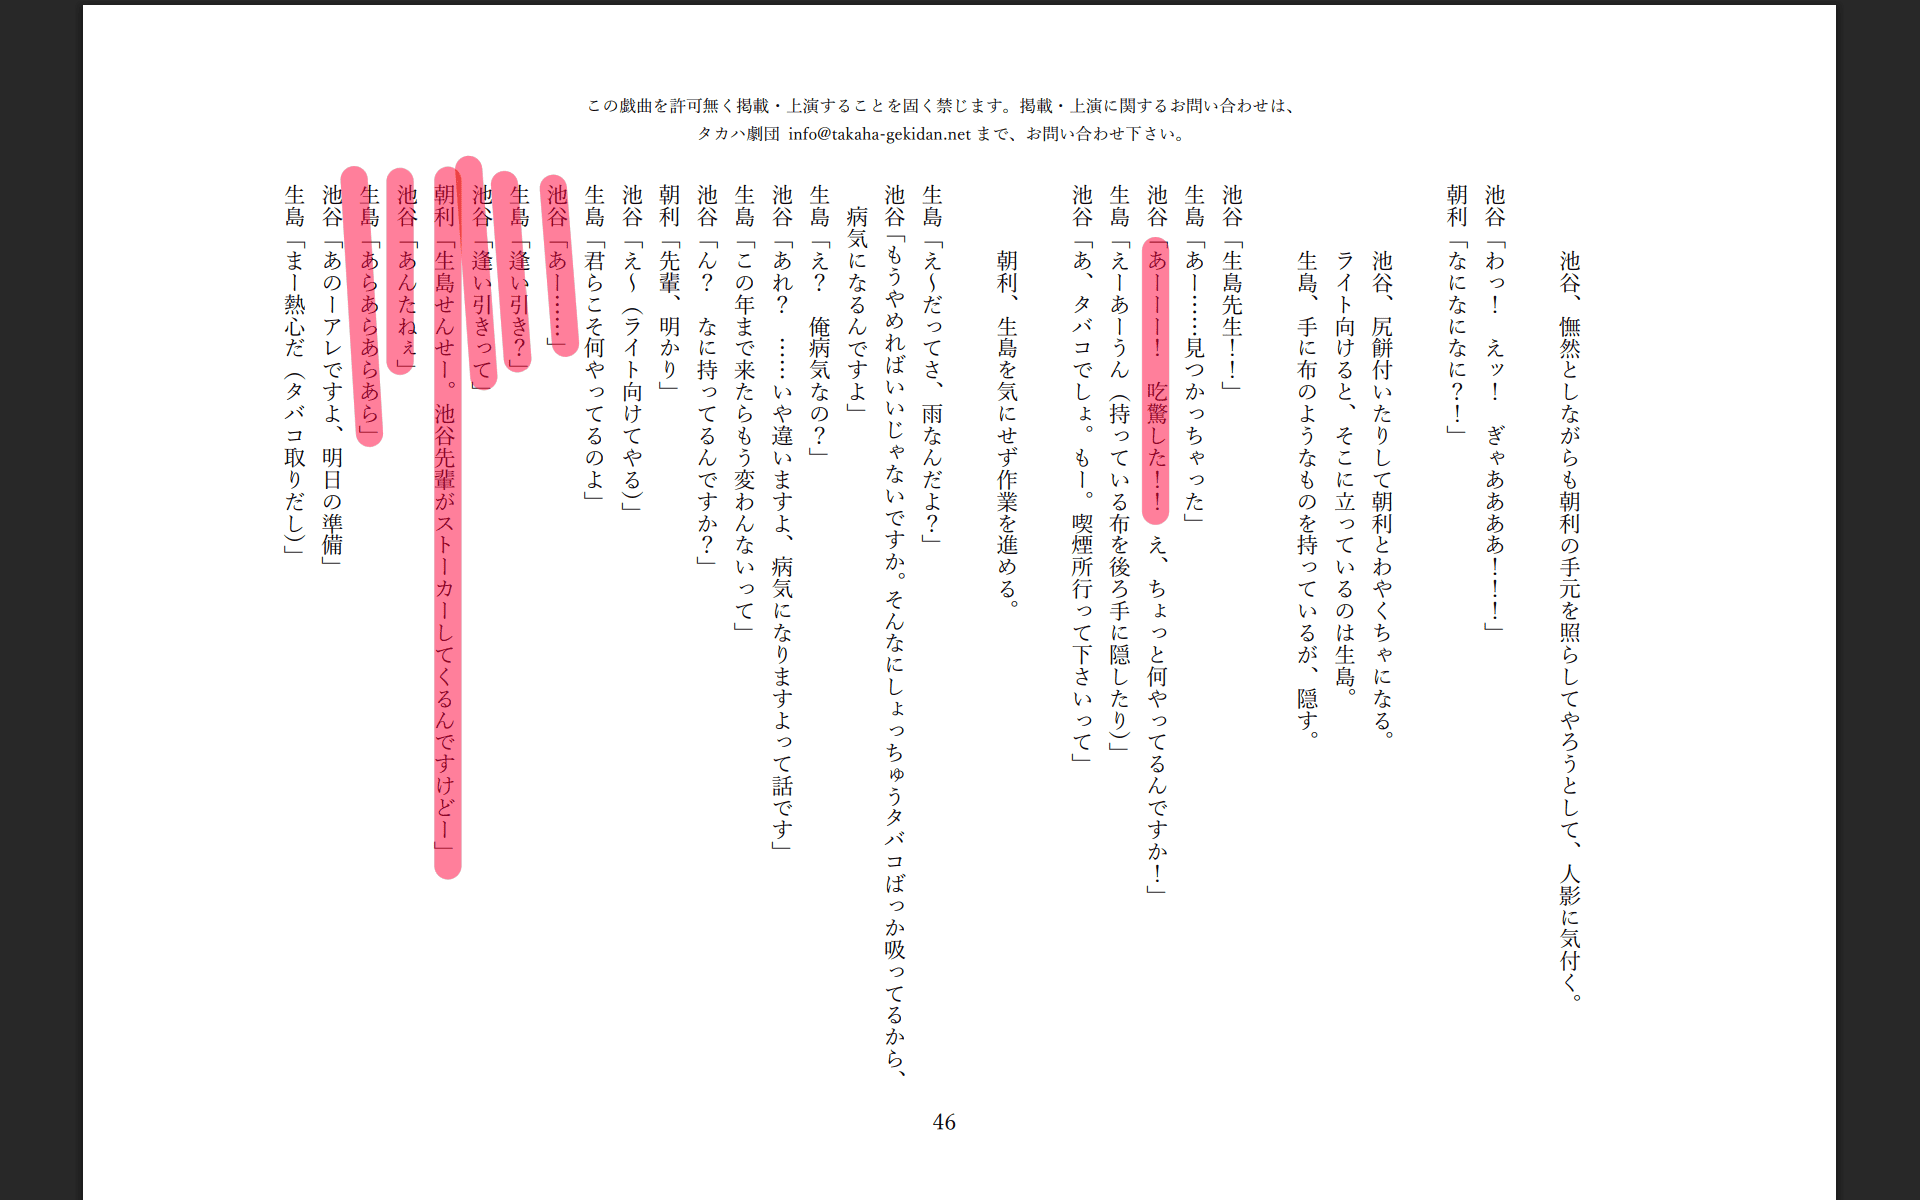 この戯曲を許可無く掲載・上演することを固く禁じます。掲載・上演に関するお問い合わせは、
タカハ劇団 info@takaha-gekidan.net まで、お問い合わせ下さい。
池谷、憮然としながらも朝利の手元を照らしてやろうとして、人影に気付く。
池谷「わっ！　えッ！　ぎゃあああ！！！」
朝利「なになになに？！」
池谷、尻餅付いたりして朝利とわやくちゃになる。
ライト向けると、そこに立っているのは生島。
生島、手に布のようなものを持っているが、隠す。
池谷「生島先生！！」
生島「あー……見つかっちゃった」
池谷「あーーー！　吃驚した！！　え、ちょっと何やってるんですか！」
生島「えーあーうん（持っている布を後ろ手に隠したり）」
池谷「あ、タバコでしょ。もー。喫煙所行って下さいって」
朝利、生島を気にせず作業を進める。
生島「え〜だってさ、雨なんだよ？」
池谷「もうやめればいいじゃないですか。そんなにしょっちゅうタバコばっか吸ってるから、
病気になるんですよ」
生島「え？　俺病気なの？」
池谷「あれ？　……いや違いますよ、病気になりますよって話です」
生島「この年まで来たらもう変わんないって」
池谷「ん？　なに持ってるんですか？」
朝利「先輩、明かり」
池谷「え〜（ライト向けてやる）」
生島「君らこそ何やってるのよ」
池谷「あー……」
生島「逢い引き？」
池谷「逢い引きって」
朝利「生島せんせー。池谷先輩がストーカーしてくるんですけどー」
池谷「あんたねぇ」
生島「あらあらあらあら」
池谷「あのーアレですよ、明日の準備」
生島「まー熱心だ（タバコ取りだし）」
46